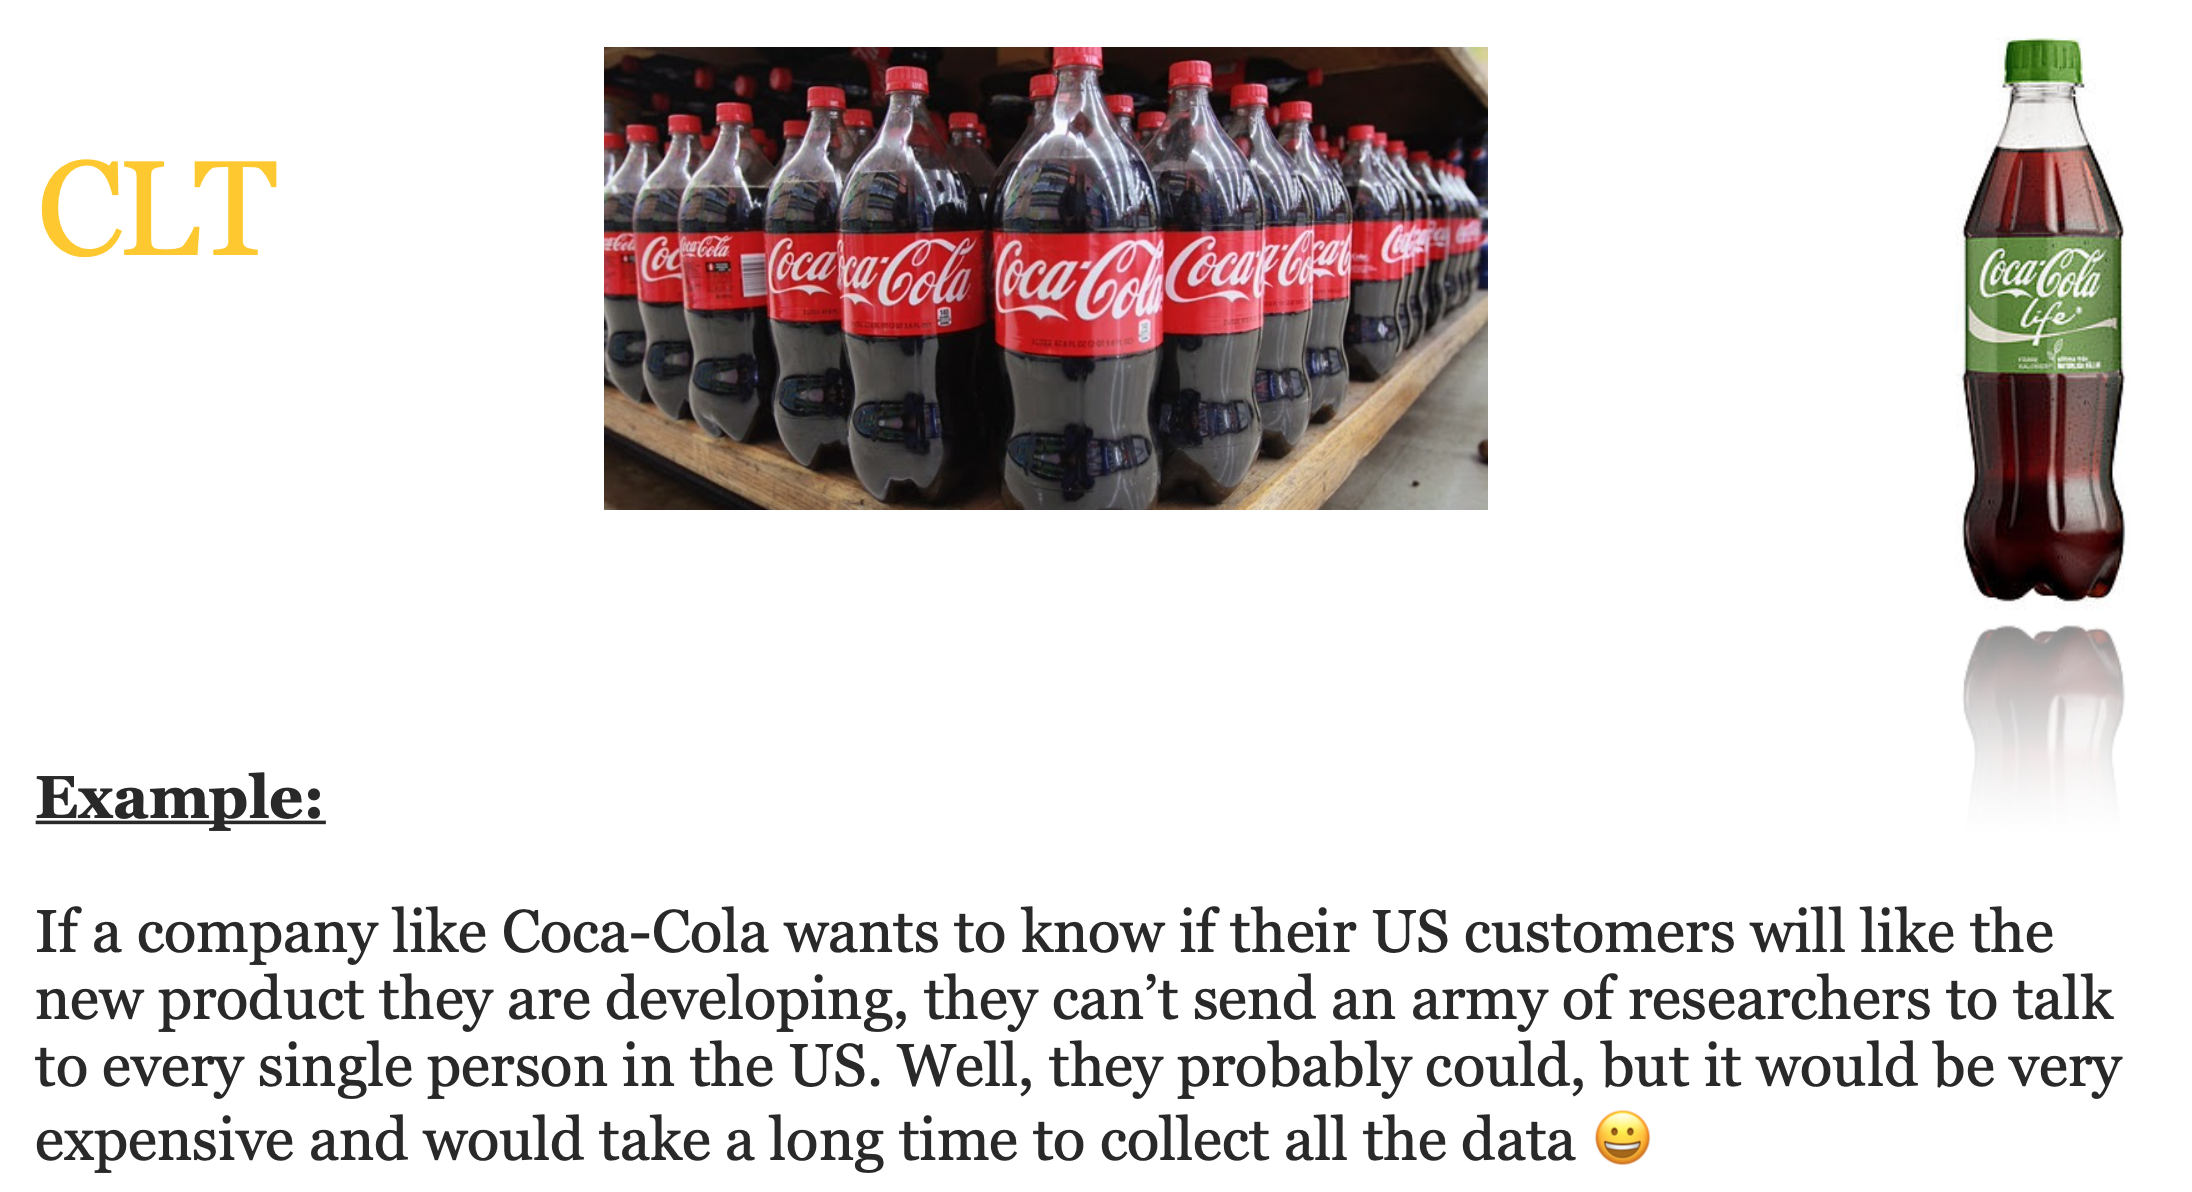 CLT
Coca-Cola
Coca-Cola
Coca-Cola
Coca-Cola
life
Example:
If a company like Coca-Cola wants to know if their US customers will like the
new product they are developing, they can’t send an army of researchers to talk
to every single person in the US. Well, they probably could, but it would be very
expensive and would take a long time to collect all the data 😀